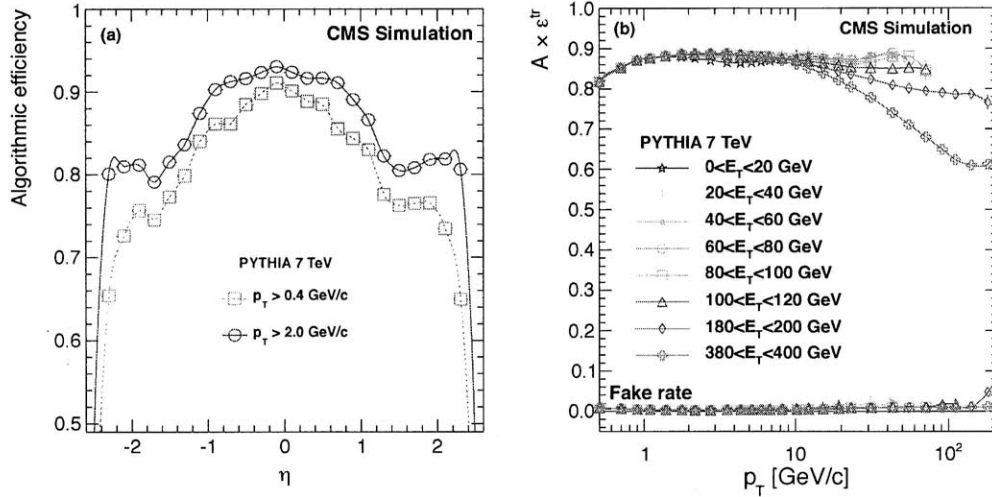 (a)
CMS Simulation
Algorithmic efficiency
1
0.9
0.8
0.7
0.6
0.5
PYTHIA 7 TeV
p_T > 0.4 GeV/c
p_T > 2.0 GeV/c
-2 -1 0 1 2
η
(b)
CMS Simulation
A × ε^tr
1.0
0.9
0.8
0.7
0.6
0.5
0.4
0.3
0.2
0.1
0.0
PYTHIA 7 TeV
0<E_T<20 GeV
20<E_T<40 GeV
40<E_T<60 GeV
60<E_T<80 GeV
80<E_T<100 GeV
100<E_T<120 GeV
180<E_T<200 GeV
380<E_T<400 GeV
Fake rate
1 10 10²
p_T [GeV/c]